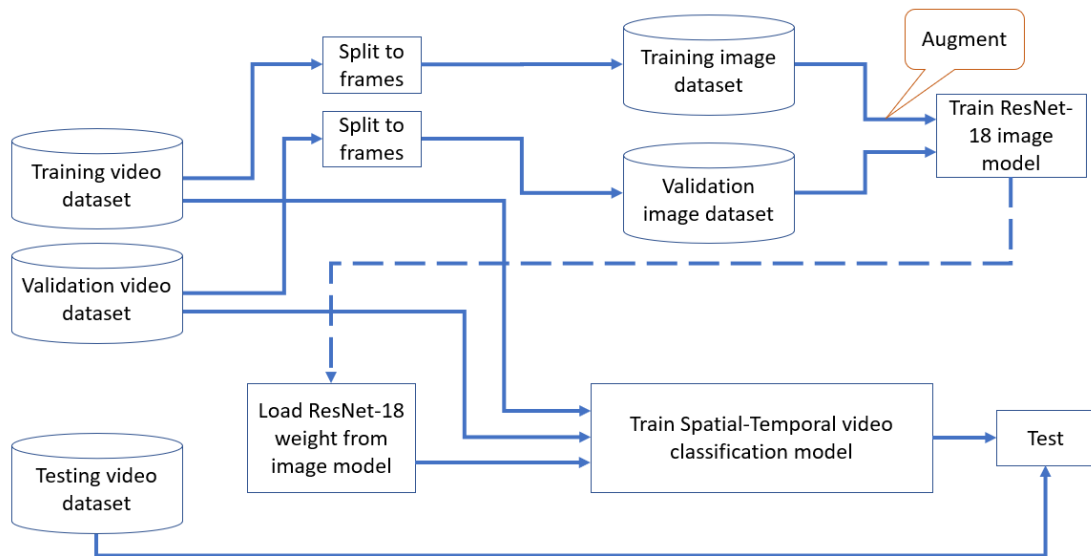 Split to
frames
Training image
dataset
Augment
Train ResNet-
18 image
model
Split to
frames
Training video
dataset
Validation
image dataset
Validation video
dataset
Load ResNet-18
weight from
image model
Train Spatial-Temporal video
classification model
Test
Testing video
dataset